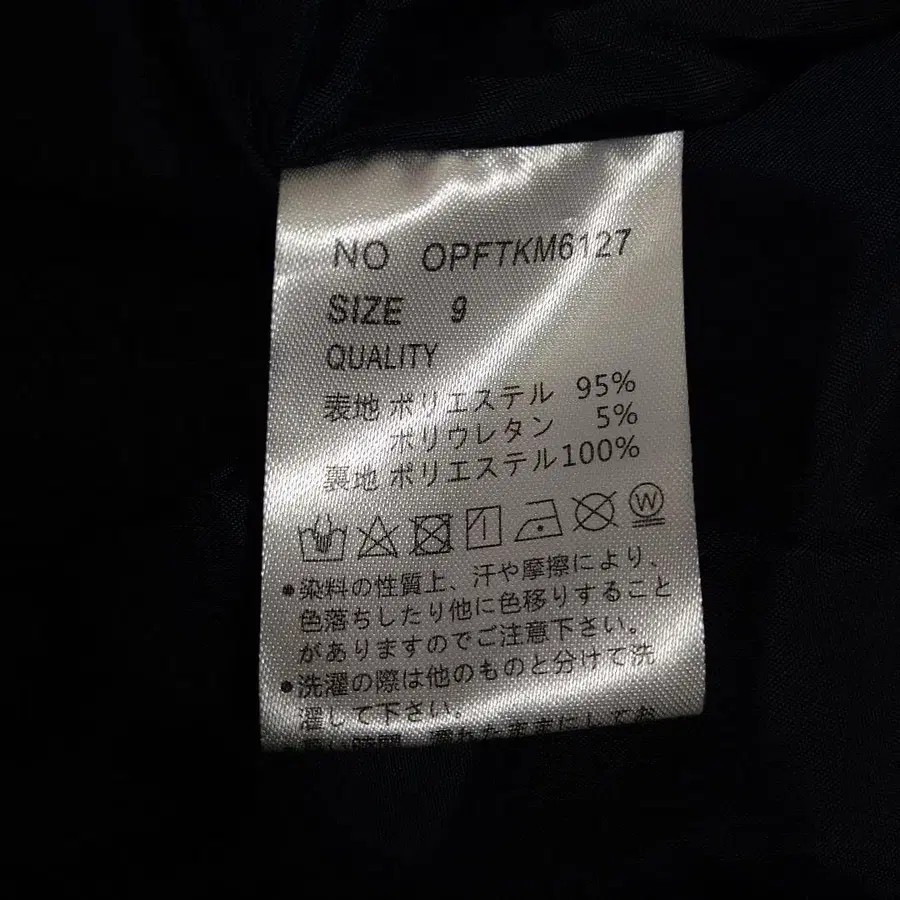 NO OPFTKM6127
SIZE 9
QUALITY
表地 ポリエステル 95%
ポリウレタン 5%
裏地 ポリエステル100%
W
•染料の性質上、汗や摩擦により、
色落ちしたり他に色移りすること
がありますのでご注意下さい。
•洗濯の際は他のものと分けて洗
濯して下さい。